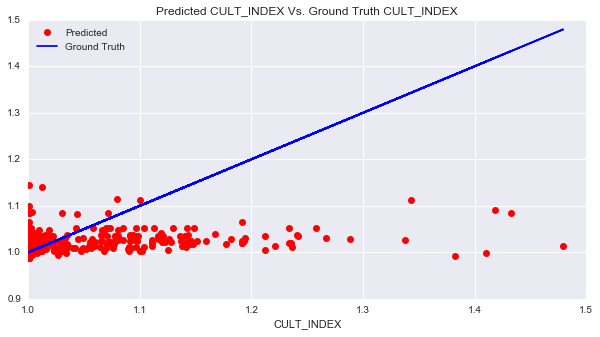 Predicted CULT_INDEX Vs. Ground Truth CULT_INDEX
1.5
Predicted
Ground Truth
1.4
1.3
1.2
1.1
1.0
0.9
1.0 1.1 1.2 1.3 1.4 1.5
CULT_INDEX